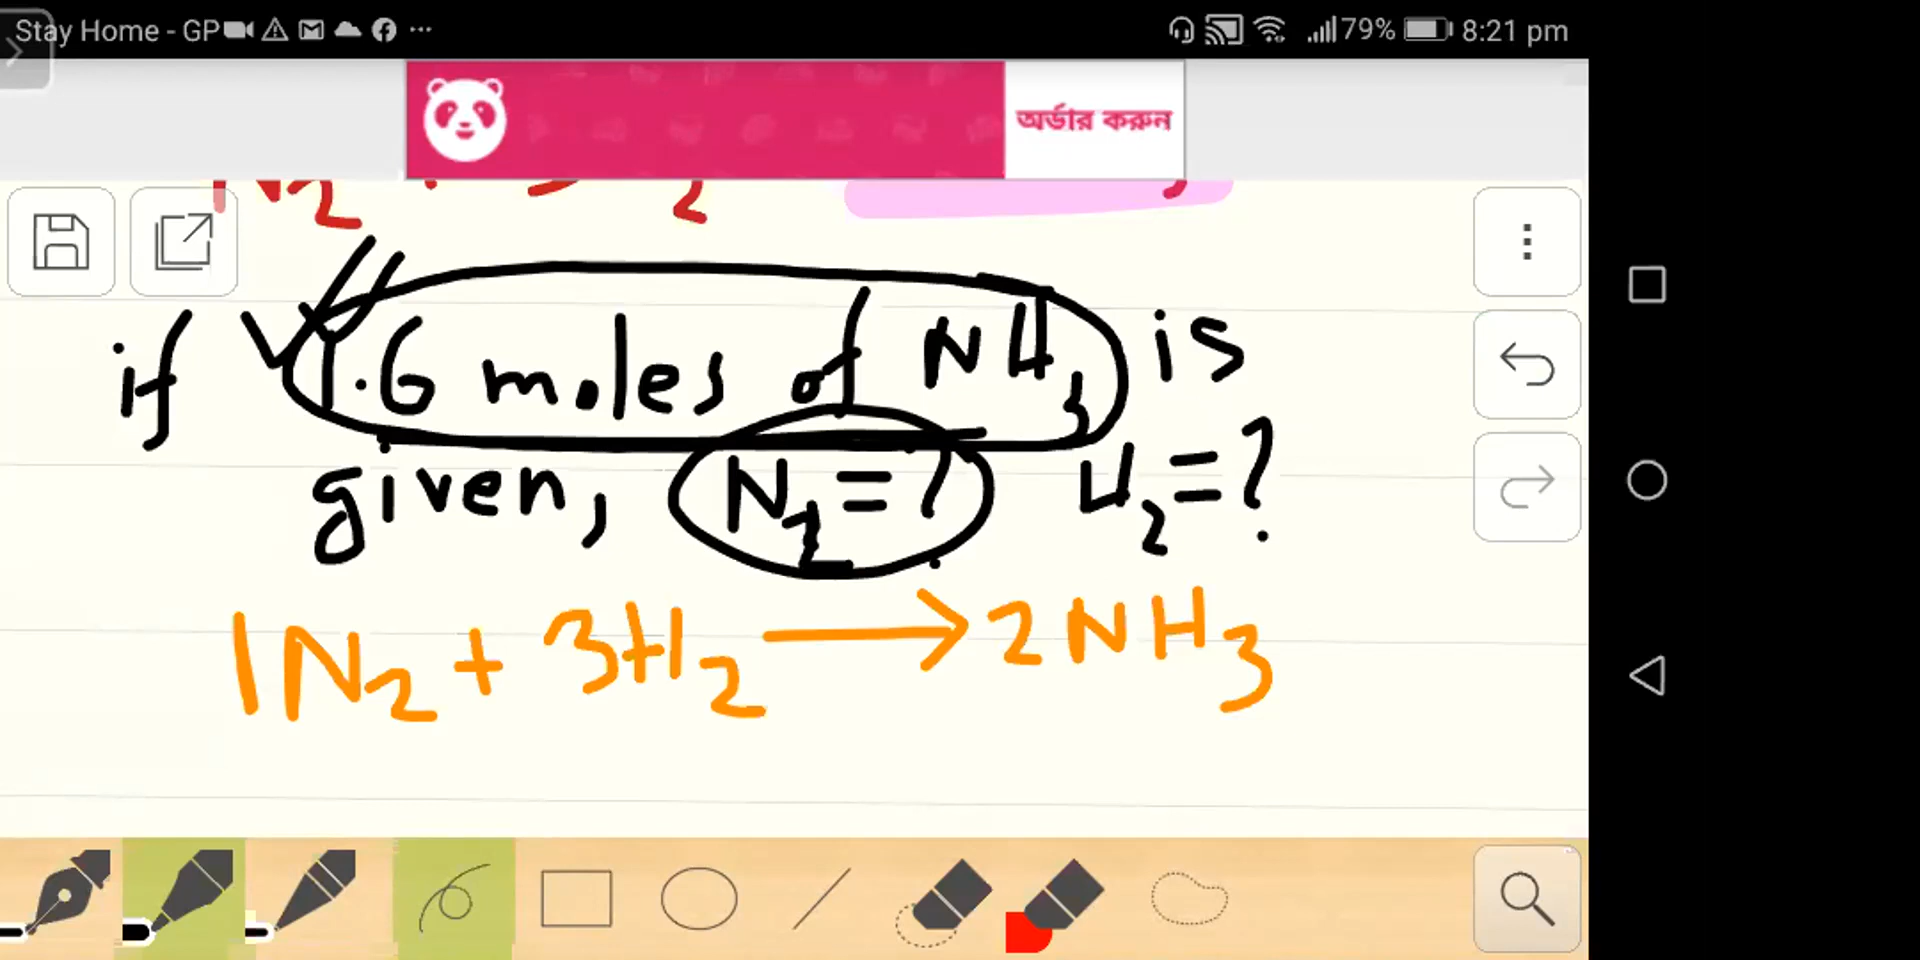 Stay Home - GP ... 79% 8:21 pm
অর্ডার করুন
if 1.6 moles of NH3 is
given, N2=? H2=?
1N2 + 3H2 → 2NH3